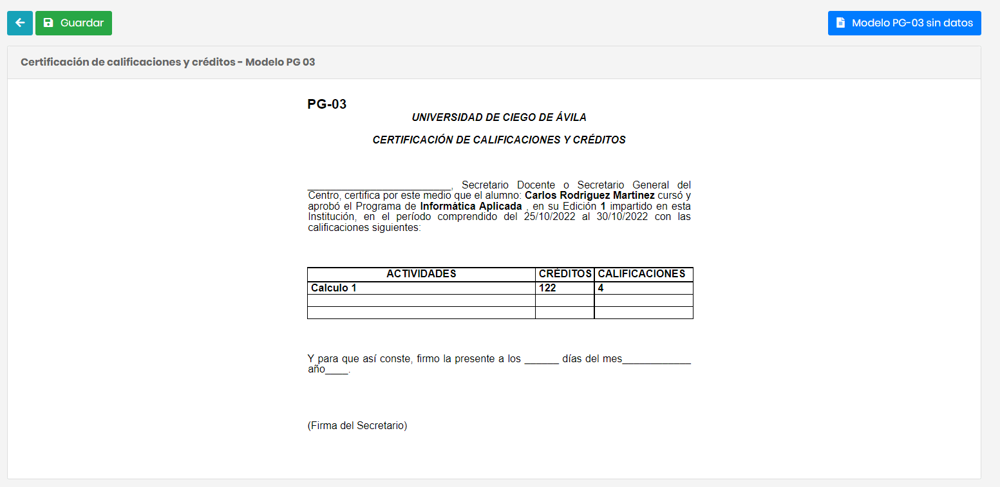 Guardar
Modelo PG-03 sin datos
Certificación de calificaciones y créditos - Modelo PG 03
PG-03
UNIVERSIDAD DE CIEGO DE ÁVILA
CERTIFICACIÓN DE CALIFICACIONES Y CRÉDITOS
_________________________, Secretario Docente o Secretario General del
Centro, certifica por este medio que el alumno: Carlos Rodriguez Martinez cursó y
aprobó el Programa de Informática Aplicada , en su Edición 1 impartido en esta
Institución, en el período comprendido del 25/10/2022 al 30/10/2022 con las
calificaciones siguientes:
ACTIVIDADES CRÉDITOS CALIFICACIONES
Calculo 1 122 4
Y para que así conste, firmo la presente a los ______ días del mes____________
año____.
(Firma del Secretario)